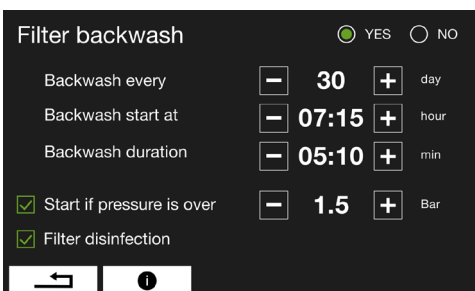 Filter backwash YES NO
Backwash every − 30 + day
Backwash start at − 07:15 + hour
Backwash duration − 05:10 + min
Start if pressure is over − 1.5 + Bar
Filter disinfection
i